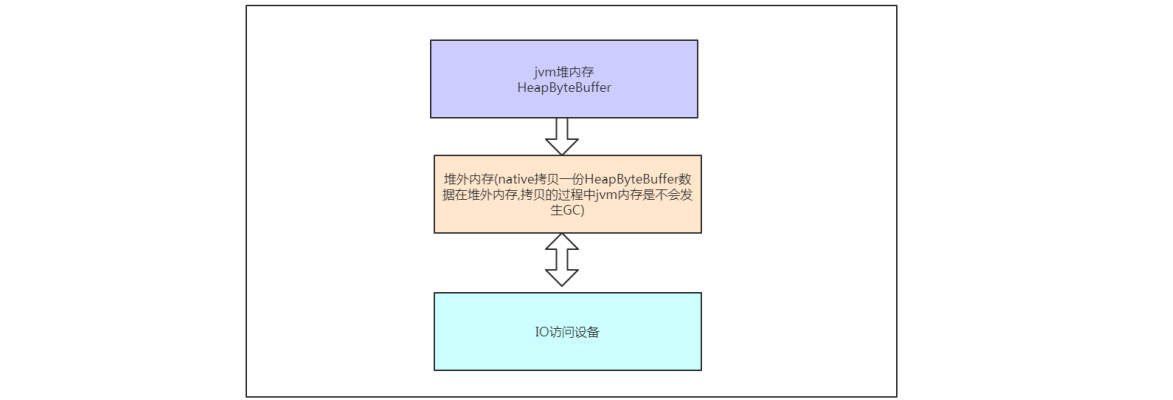 jvm堆内存
HeapByteBuffer
堆外内存(native拷贝一份HeapByteBuffer数
据在堆外内存,拷贝的过程中jvm内存是不会发
生GC)
IO访问设备